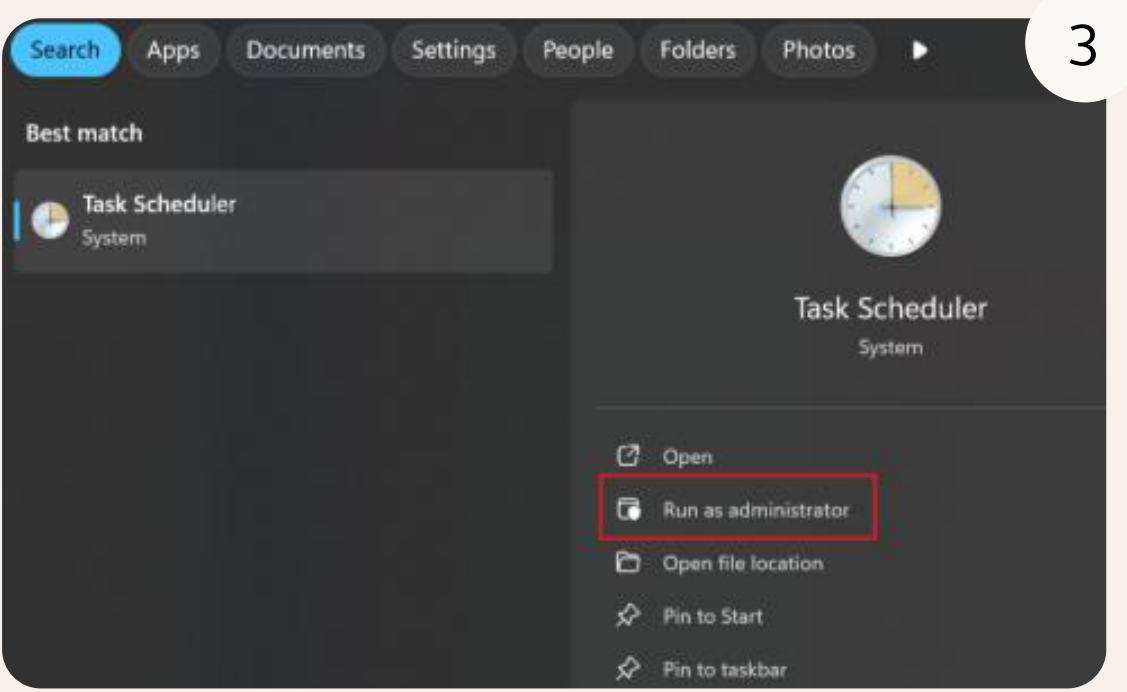 Search Apps Documents Settings People Folders Photos
3
Best match
Task Scheduler
System
Task Scheduler
System
Open
Run as administrator
Open file location
Pin to Start
Pin to taskbar